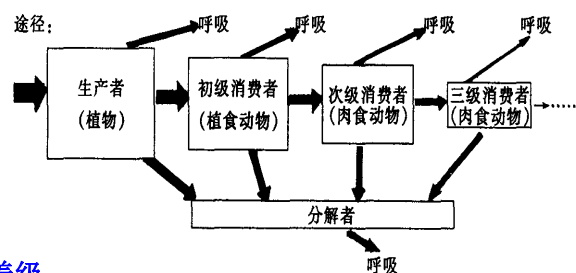 途径：
呼吸 呼吸 呼吸 呼吸
生产者 初级消费者 次级消费者 三级消费者
(植物) (植食动物) (肉食动物) (肉食动物)
······
分解者
呼吸